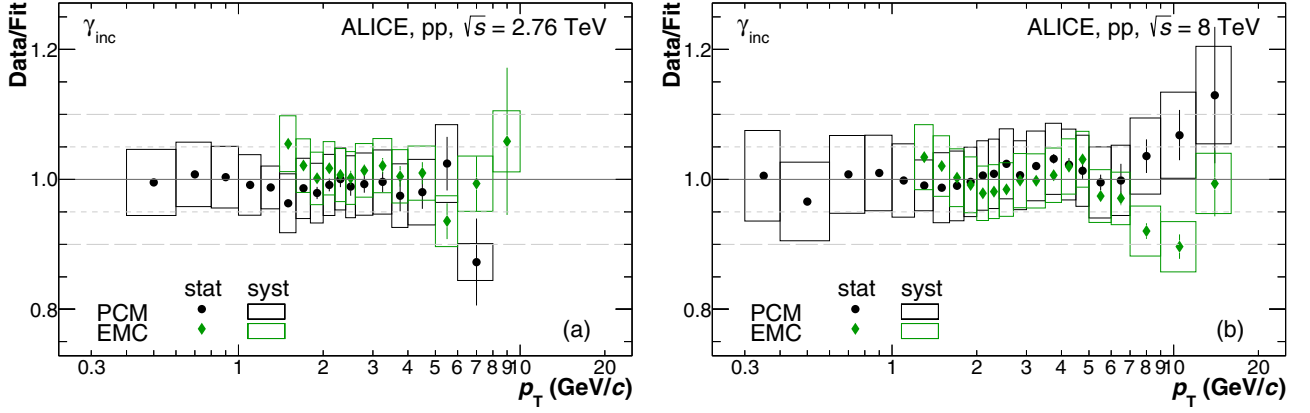 Data/Fit
γinc
ALICE, pp, √s = 2.76 TeV
1.2
1.0
0.8
stat syst
PCM
EMC
(a)
0.3 1 2 3 4 5 6 7 8 9 10 20
pT (GeV/c)
Data/Fit
γinc
ALICE, pp, √s = 8 TeV
1.2
1.0
0.8
stat syst
PCM
EMC
(b)
0.3 1 2 3 4 5 6 7 8 9 10 20
pT (GeV/c)